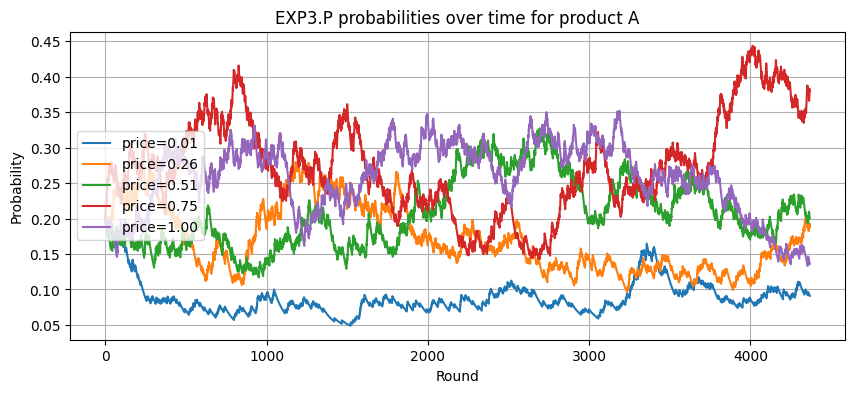 EXP3.P probabilities over time for product A
0.45
0.40
0.35
0.30
0.25
0.20
0.15
0.10
0.05
Probability
price=0.01
price=0.26
price=0.51
price=0.75
price=1.00
0
1000
2000
3000
4000
Round